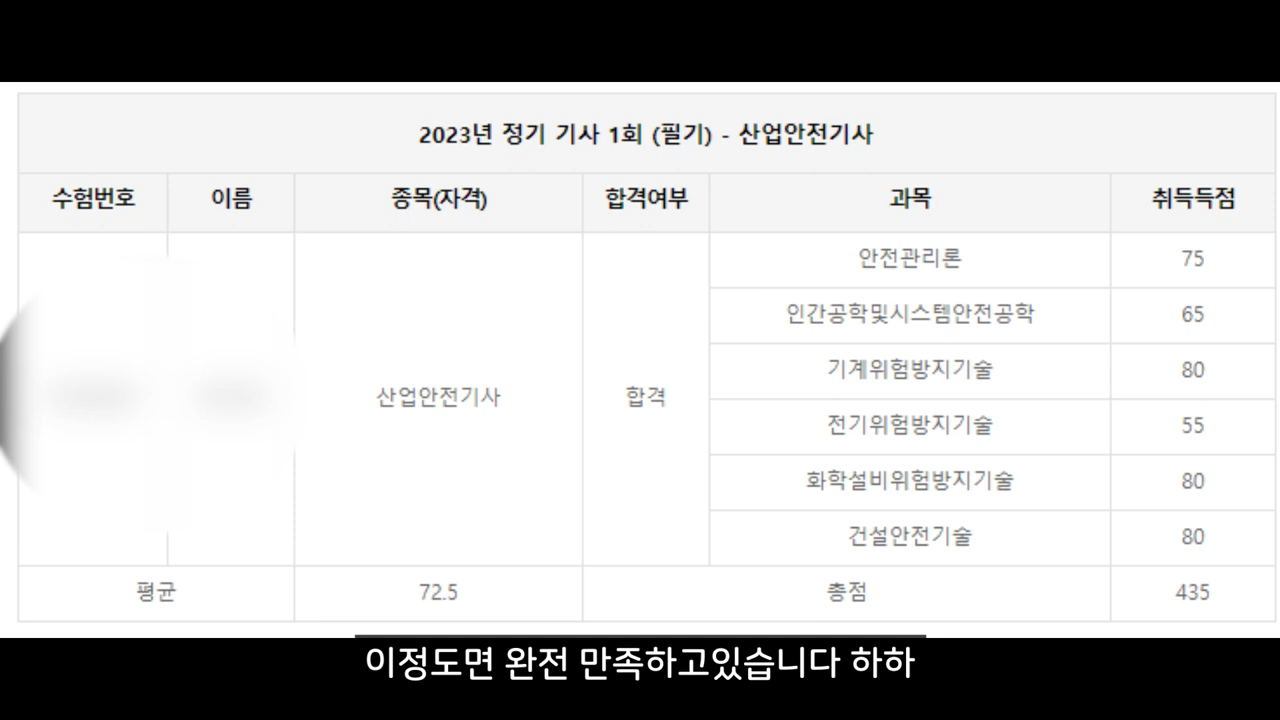 2023년 정기 기사 1회 (필기) - 산업안전기사
수험번호 이름 종목(자격) 합격여부 과목 취득득점
안전관리론 75
인간공학및시스템안전공학 65
기계위험방지기술 80
산업안전기사 합격
전기위험방지기술 55
화학설비위험방지기술 80
건설안전기술 80
평균 72.5 총점 435
이정도면 완전 만족하고있습니다 하하